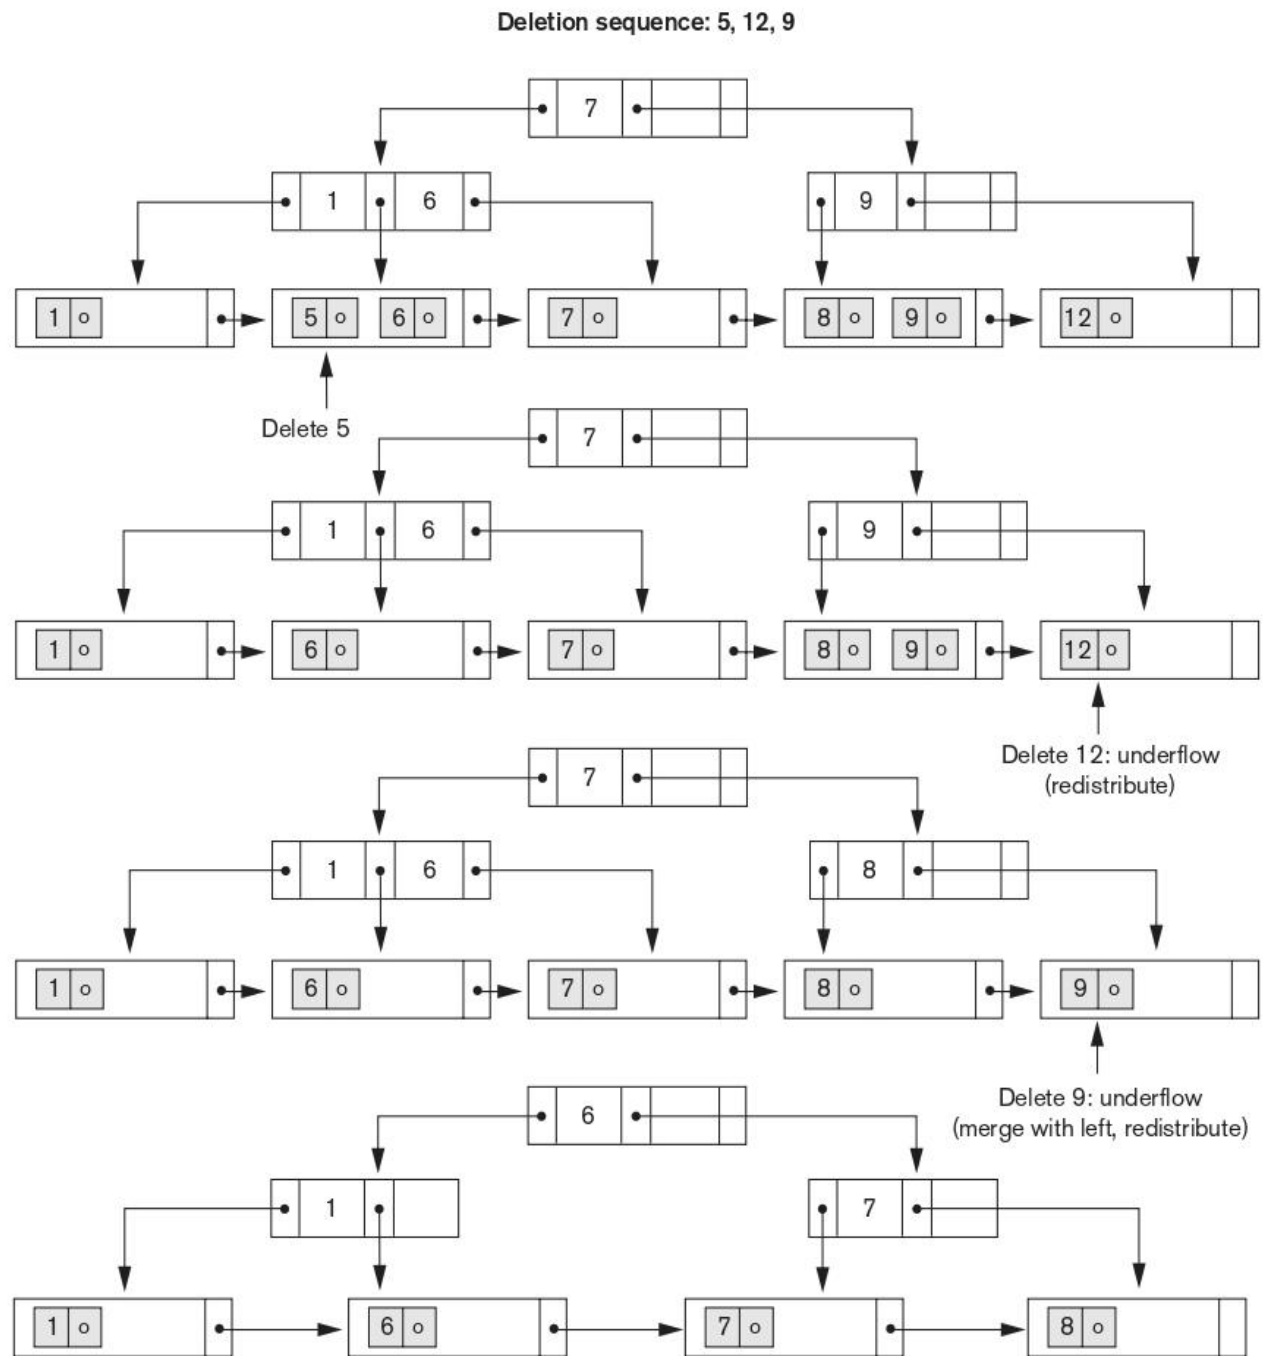 Deletion sequence: 5, 12, 9
7
1 6 9
1 o 5 o 6 o 7 o 8 o 9 o 12 o
Delete 5
7
1 6 9
1 o 6 o 7 o 8 o 9 o 12 o
Delete 12: underflow
(redistribute)
7
1 6 8
1 o 6 o 7 o 8 o 9 o
Delete 9: underflow
(merge with left, redistribute)
6
1 7
1 o 6 o 7 o 8 o